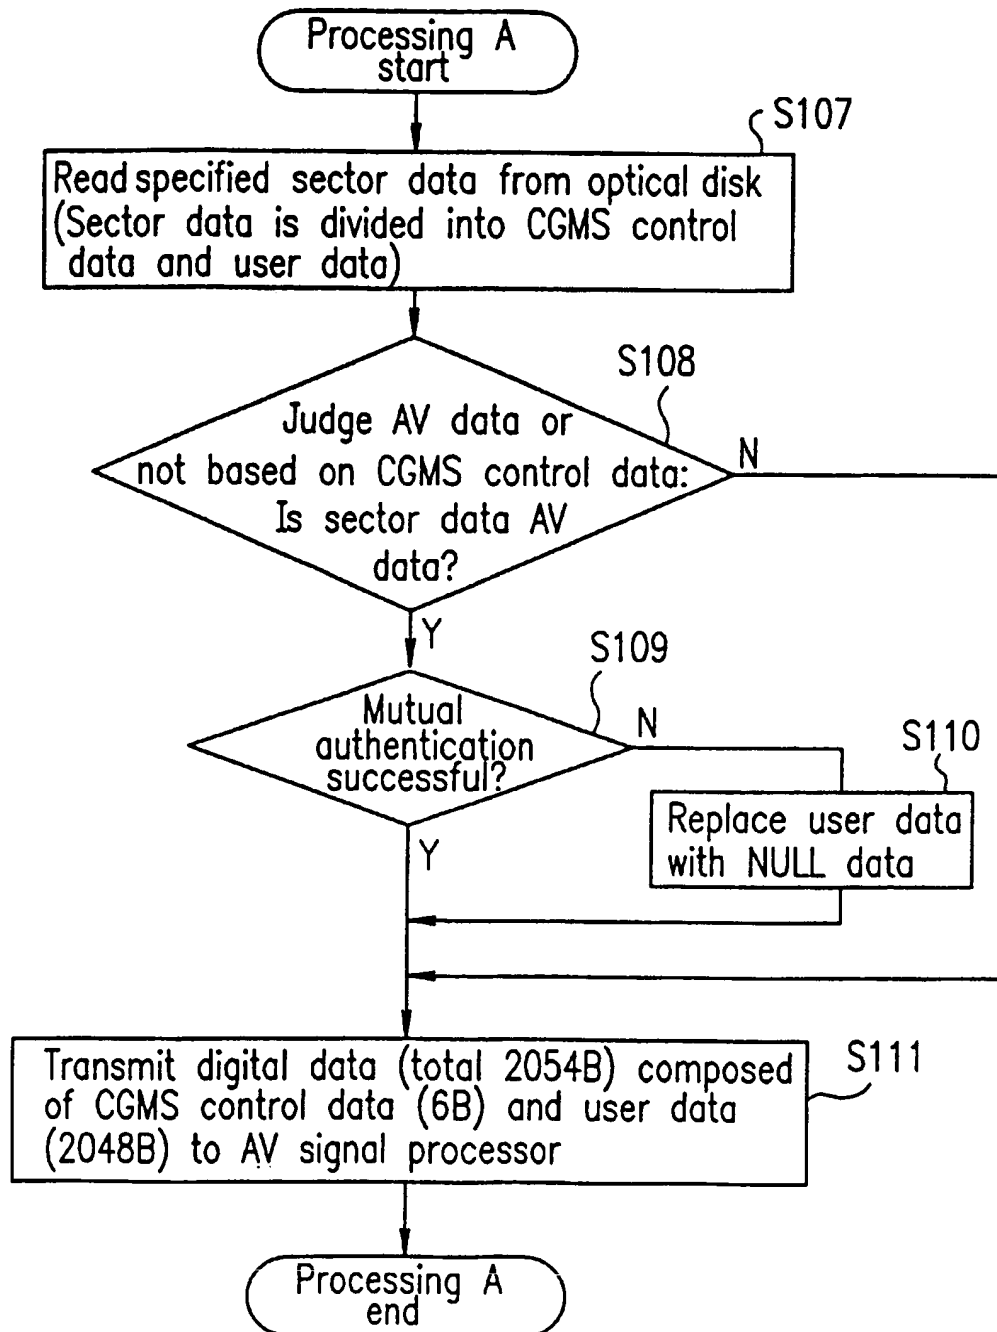 Processing A
start
S107
Read specified sector data from optical disk
(Sector data is divided into CGMS control
data and user data)
S108
Judge AV data or
not based on CGMS control data:
Is sector data AV
data?
N
Y
S109
Mutual
authentication
successful?
N
S110
Replace user data
with NULL data
Y
Transmit digital data (total 2054B) composed
of CGMS control data (6B) and user data
(2048B) to AV signal processor
S111
Processing A
end